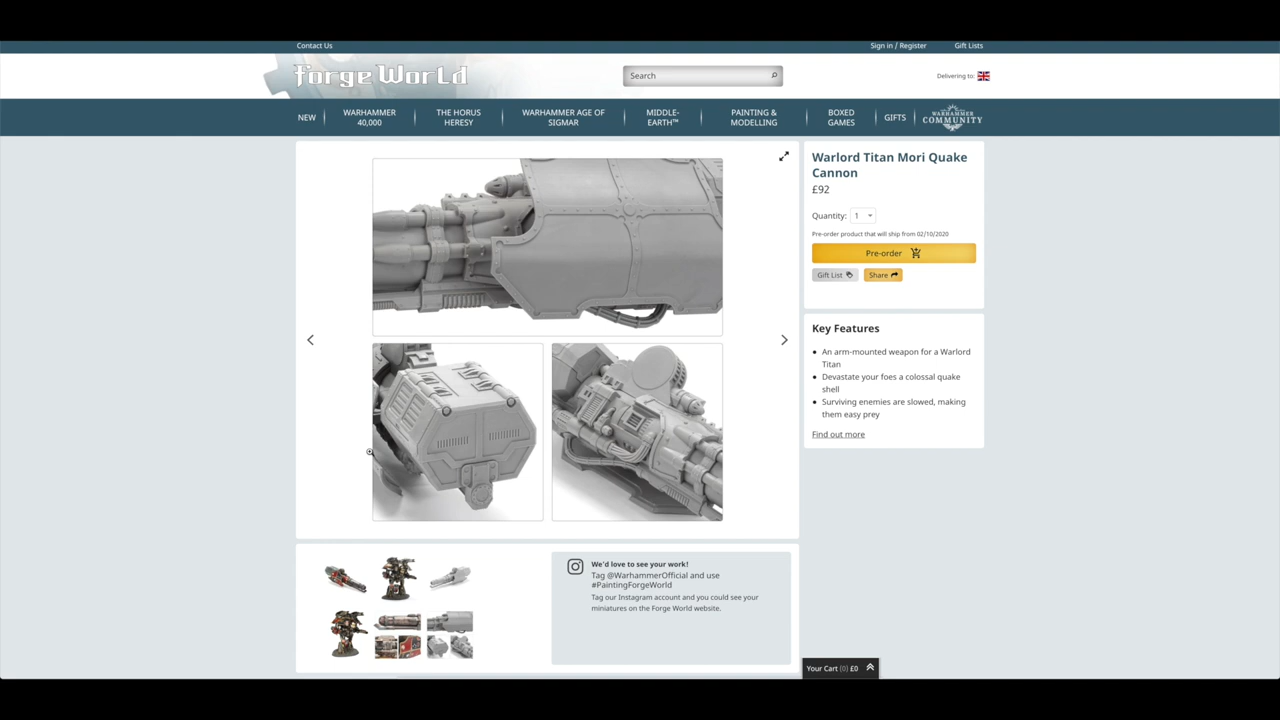 Contact Us
Sign in / Register
Gift Lists
Forge World
Search
Delivering to:
NEW
WARHAMMER
40,000
THE HORUS
HERESY
WARHAMMER AGE OF
SIGMAR
MIDDLE-
EARTH™
PAINTING &
MODELLING
BOXED
GAMES
GIFTS
WARHAMMER
COMMUNITY
Warlord Titan Mori Quake
Cannon
£92
Quantity: 1
Pre-order product that will ship from 02/10/2020
Pre-order
Gift List
Share
Key Features
An arm-mounted weapon for a Warlord
Titan
Devastate your foes a colossal quake
shell
Surviving enemies are slowed, making
them easy prey
Find out more
We'd love to see your work!
Tag @WarhammerOfficial and use
#PaintingForgeWorld
Tag our Instagram account and you could see your
miniatures on the Forge World website.
Your Cart (0) £0